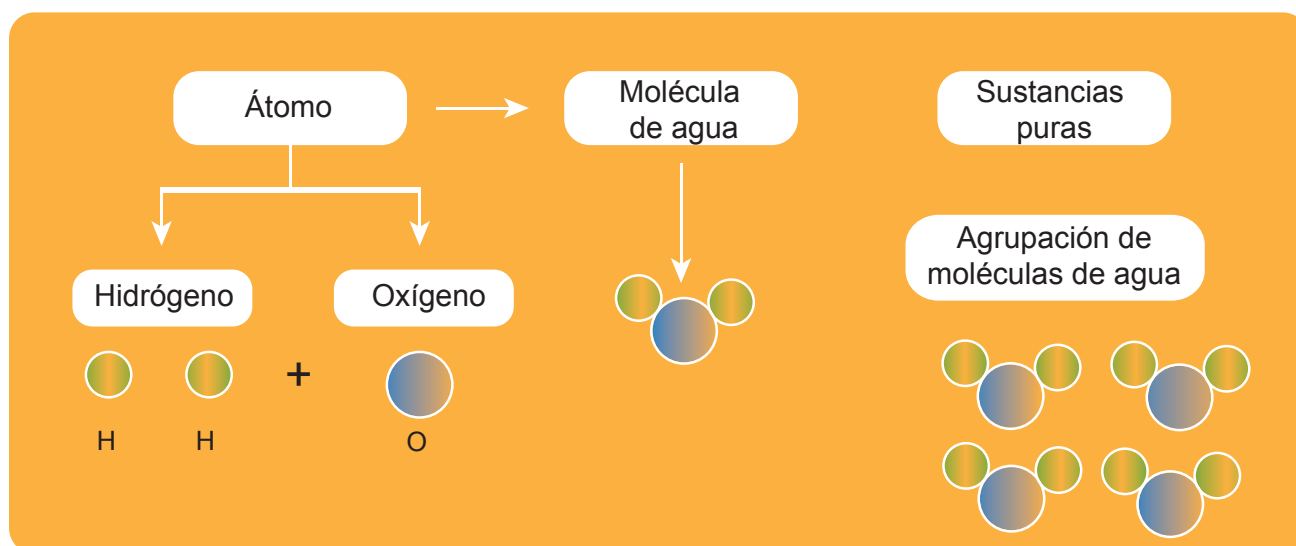 Átomo
Molécula
de agua
Sustancias
puras
Hidrógeno
Oxígeno
Agrupación de
moléculas de agua
+
H
H
O